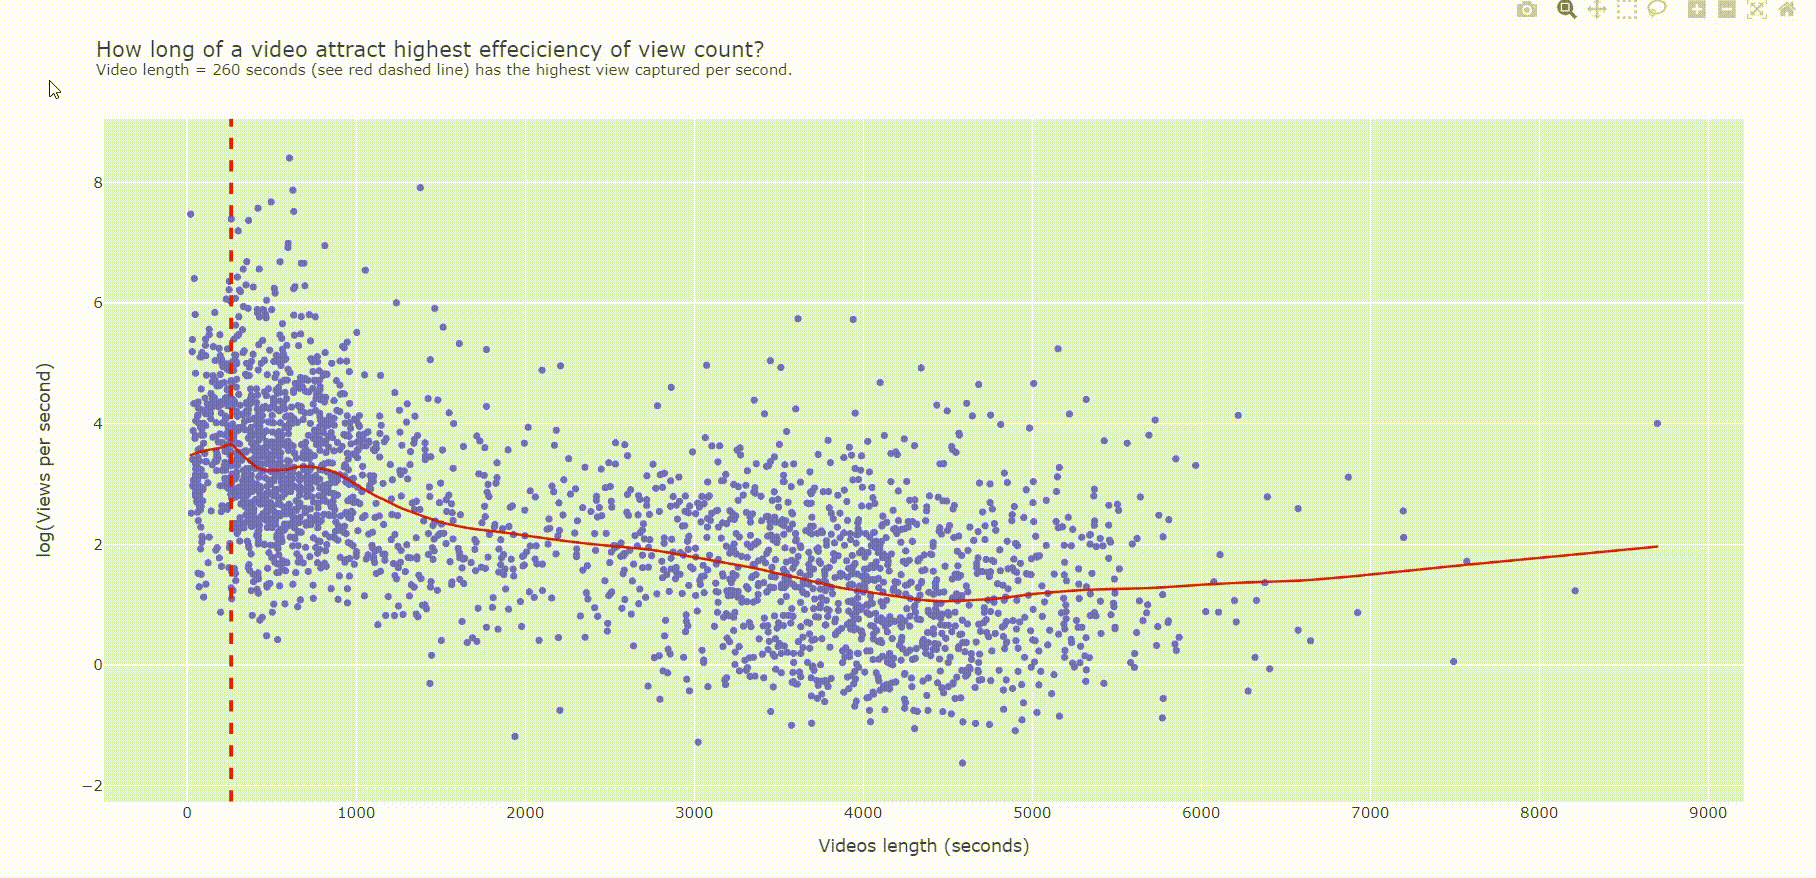 How long of a video attract highest effeciciency of view count?
Video length = 260 seconds (see red dashed line) has the highest view captured per second.
log(Views per second)
8
6
4
2
0
−2
0 1000 2000 3000 4000 5000 6000 7000 8000 9000
Videos length (seconds)